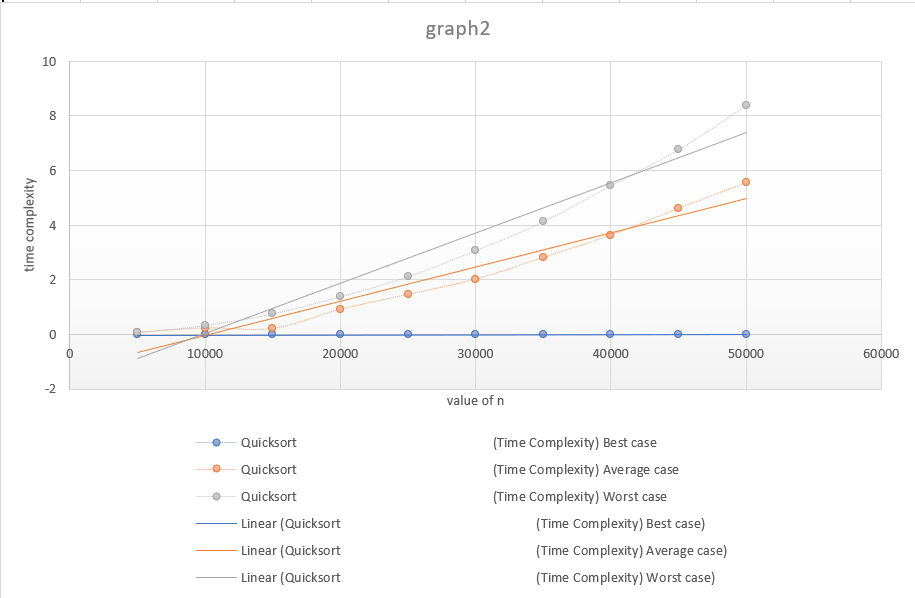 graph2
10
8
6
4
2
0
-2
time complexity
0 10000 20000 30000 40000 50000 60000
value of n
Quicksort (Time Complexity) Best case
Quicksort (Time Complexity) Average case
Quicksort (Time Complexity) Worst case
Linear (Quicksort (Time Complexity) Best case)
Linear (Quicksort (Time Complexity) Average case)
Linear (Quicksort (Time Complexity) Worst case)